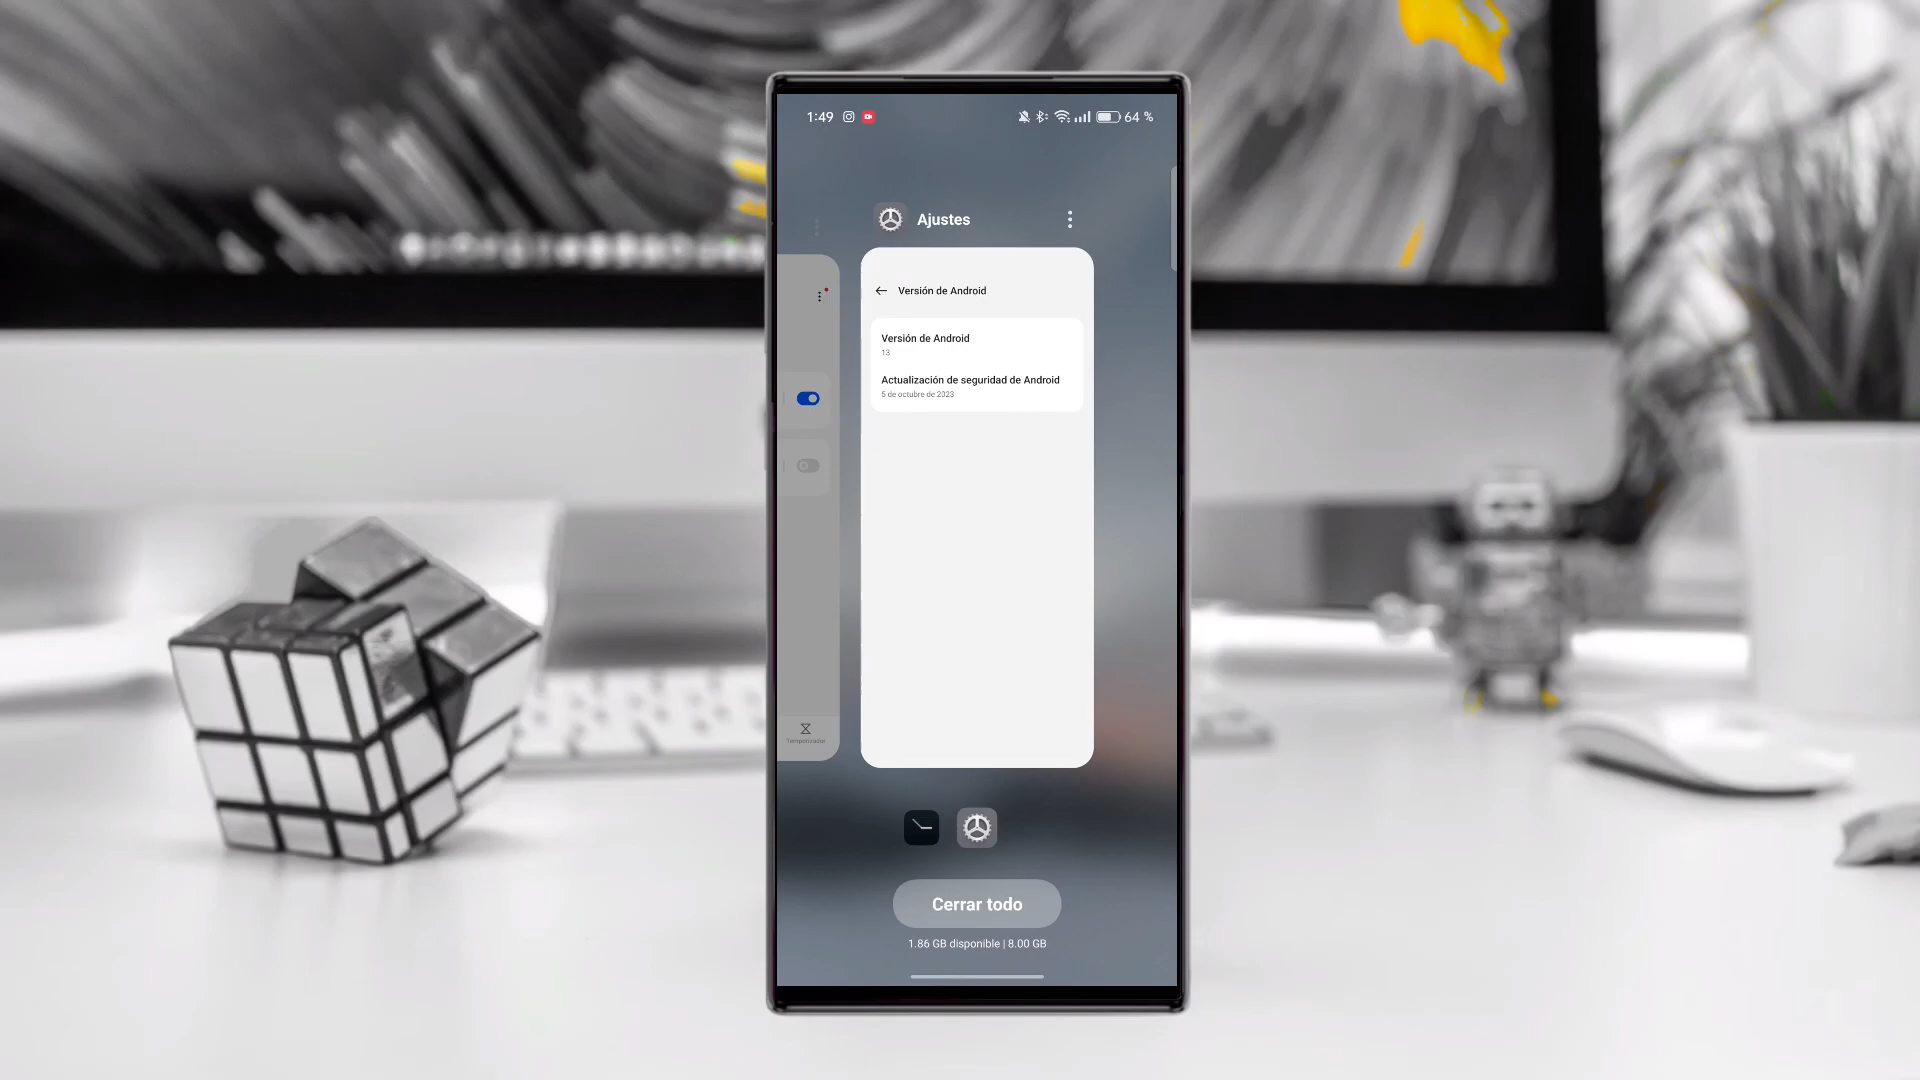 1:49
64 %
Ajustes
Versión de Android
Versión de Android
13
Actualización de seguridad de Android
5 de octubre de 2023
Temporizador
Cerrar todo
1.86 GB disponible | 8.00 GB